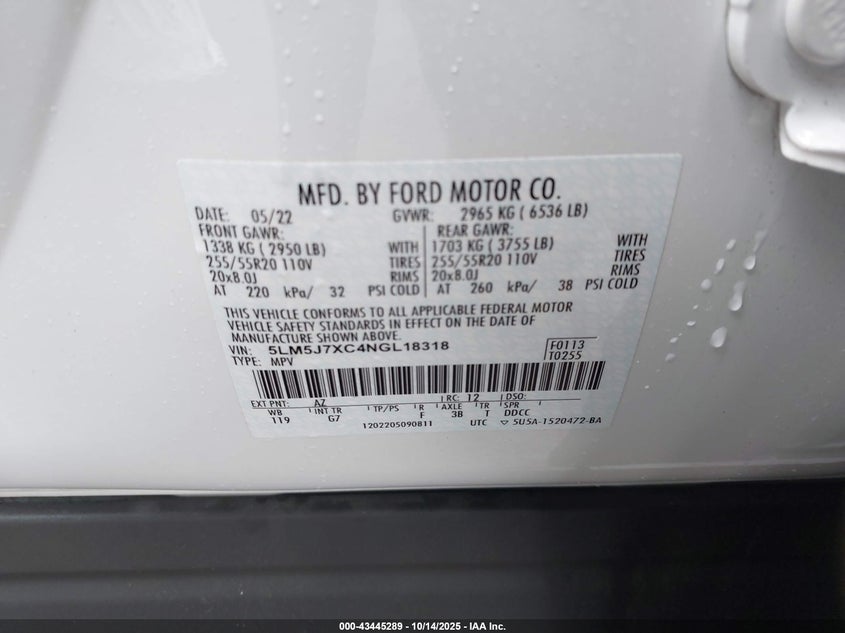 MFD. BY FORD MOTOR CO.
DATE: 05/22 GVWR: 2965 KG ( 6536 LB)
FRONT GAWR: REAR GAWR:
1338 KG ( 2950 LB) WITH 1703 KG ( 3755 LB) WITH
255/55R20 110V TIRES 255/55R20 110V TIRES
20x8.0J RIMS 20x8.0J RIMS
AT 220 kPa/ 32 PSI COLD AT 260 kPa/ 38 PSI COLD
THIS VEHICLE CONFORMS TO ALL APPLICABLE FEDERAL MOTOR
VEHICLE SAFETY STANDARDS IN EFFECT ON THE DATE OF
MANUFACTURE SHOWN ABOVE.
VIN: 5LM5J7XC4NGL18318 F0113
TYPE: MPV T0255
EXT PNT: AZ RC: 12 DSO:
WB INT TR TP/PS R AXLE TR SPR
119 G7 F 3B T DDCC
1202205090811 UTC ▽ 5U5A-1520472-BA
000-43445289 - 10/14/2025 - IAA Inc.